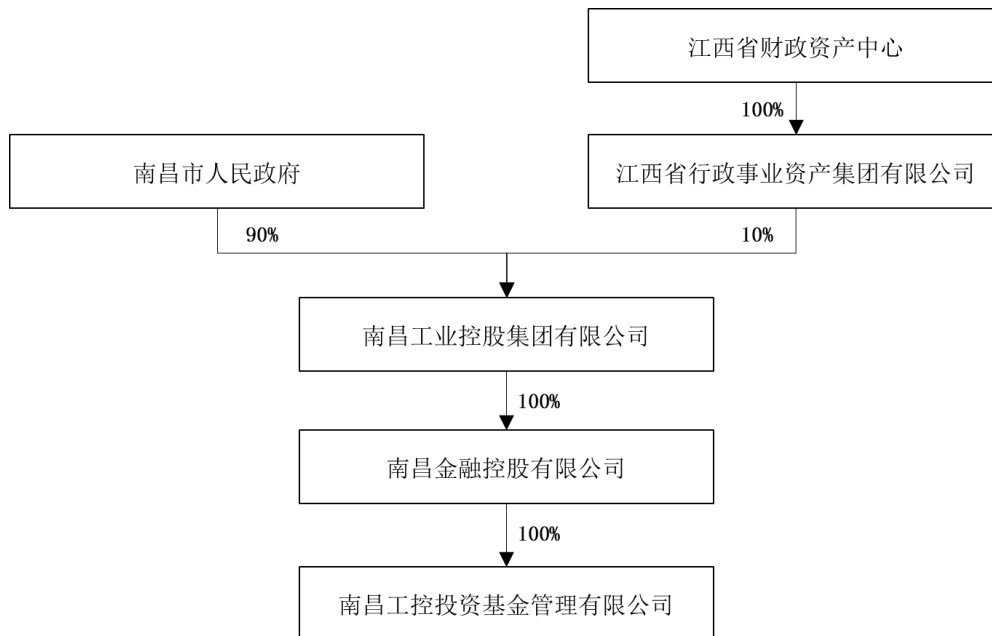 江西省财政资产中心
100%
南昌市人民政府
江西省行政事业资产集团有限公司
90%
10%
南昌工业控股集团有限公司
100%
南昌金融控股有限公司
100%
南昌工控投资基金管理有限公司